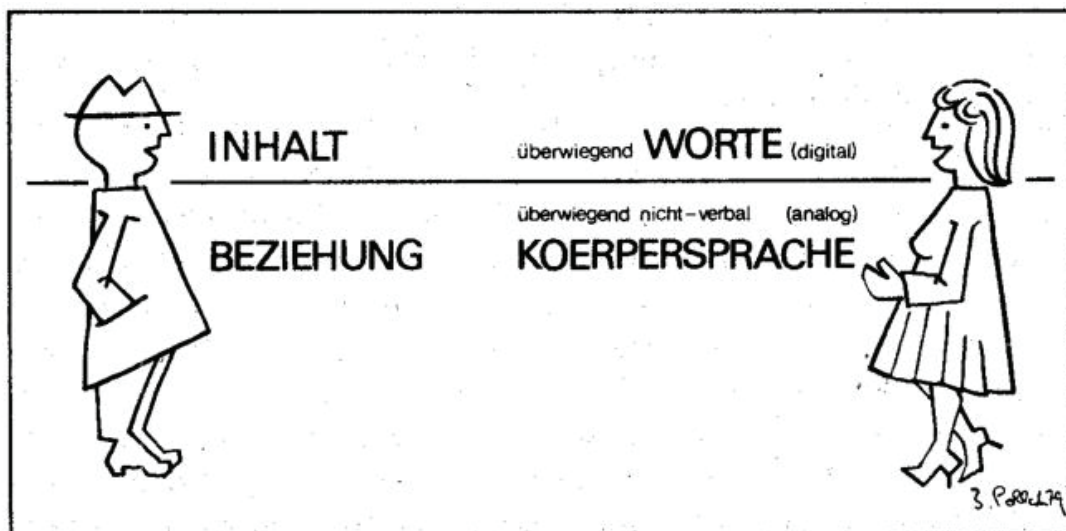 INHALT
überwiegend WORTE (digital)
überwiegend nicht-verbal (analog)
BEZIEHUNG
KOERPERSPRACHE